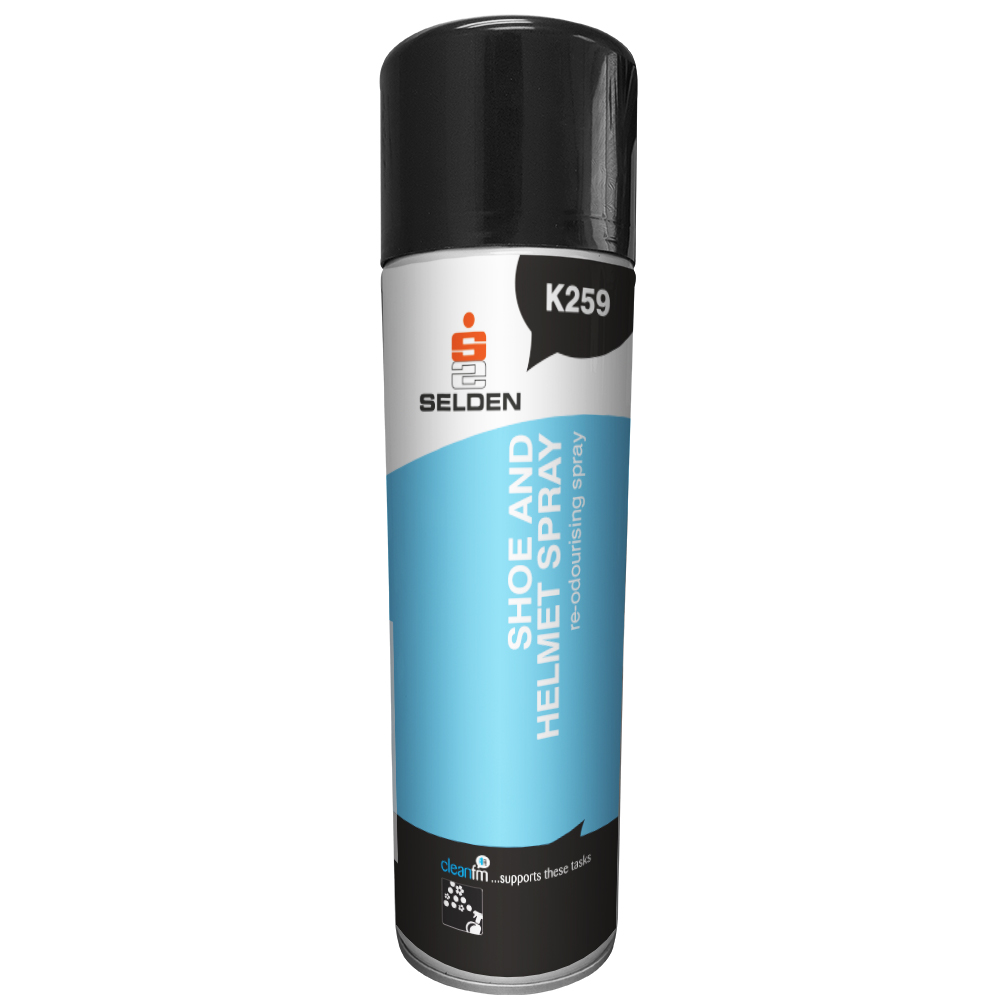 K259
SELDEN
SHOE AND
HELMET SPRAY
re-odourising spray
cleanfm ...supports these tasks